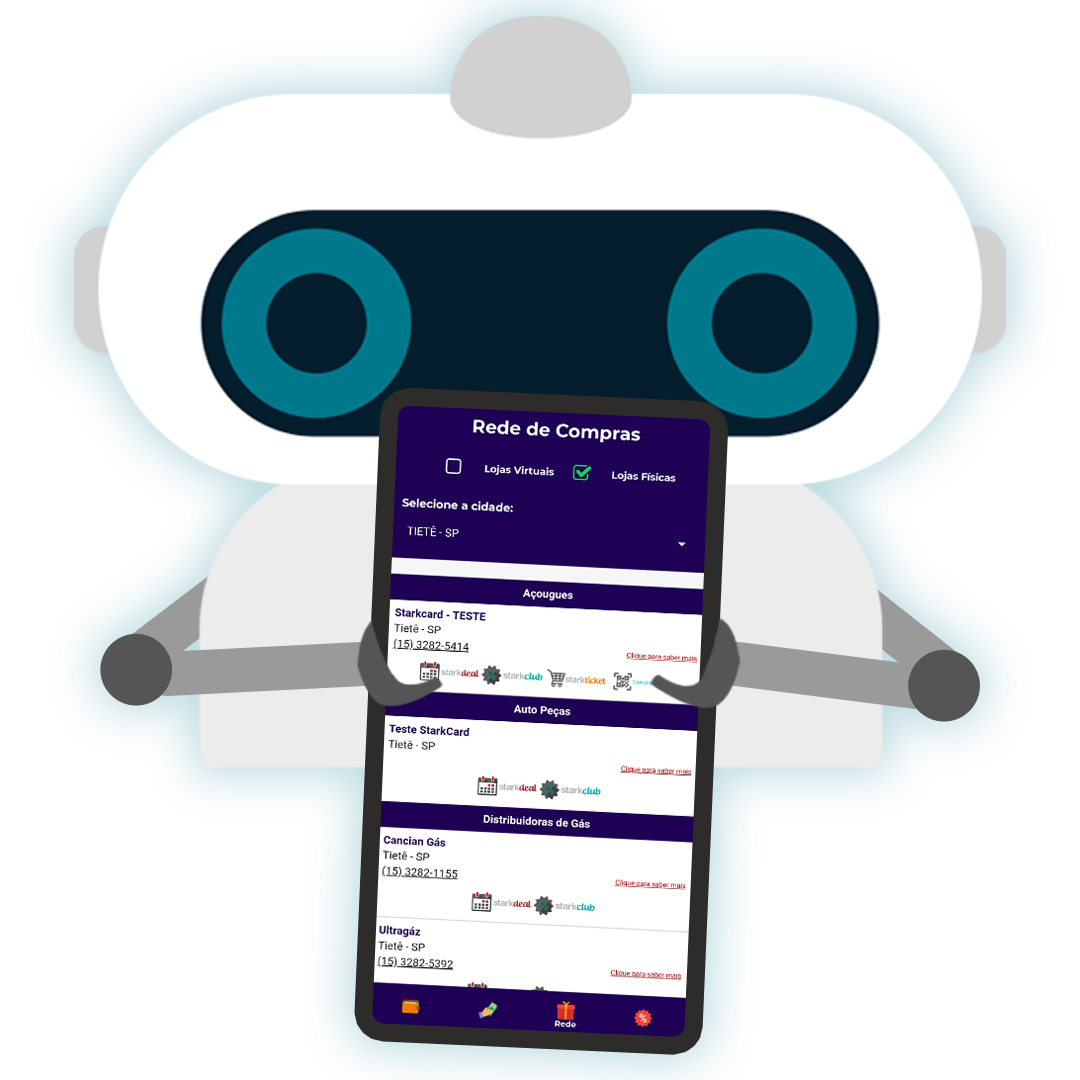 Rede de Compras
Lojas Virtuais Lojas Físicas
Selecione a cidade:
TIETÊ - SP
Açougues
Starkcard - TESTE
Tietê - SP
(15) 3282-5414
Clique para saber mais
starkdeal starkclub starkticket
Auto Peças
Teste StarkCard
Tietê - SP
Clique para saber mais
starkdeal starkclub
Distribuidoras de Gás
Cancian Gás
Tietê - SP
(15) 3282-1155
Clique para saber mais
starkdeal starkclub
Ultragáz
Tietê - SP
(15) 3282-5392
Clique para saber mais
%
Rede